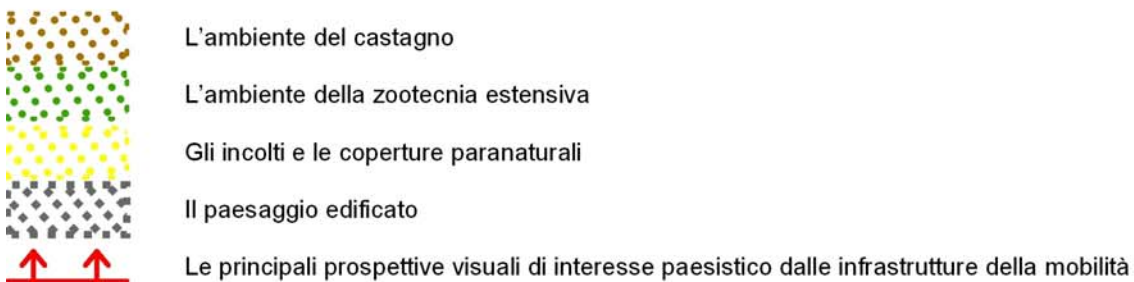 L'ambiente del castagno
L'ambiente della zootecnia estensiva
Gli incolti e le coperture paranaturali
Il paesaggio edificato
Le principali prospettive visuali di interesse paesistico dalle infrastrutture della mobilità